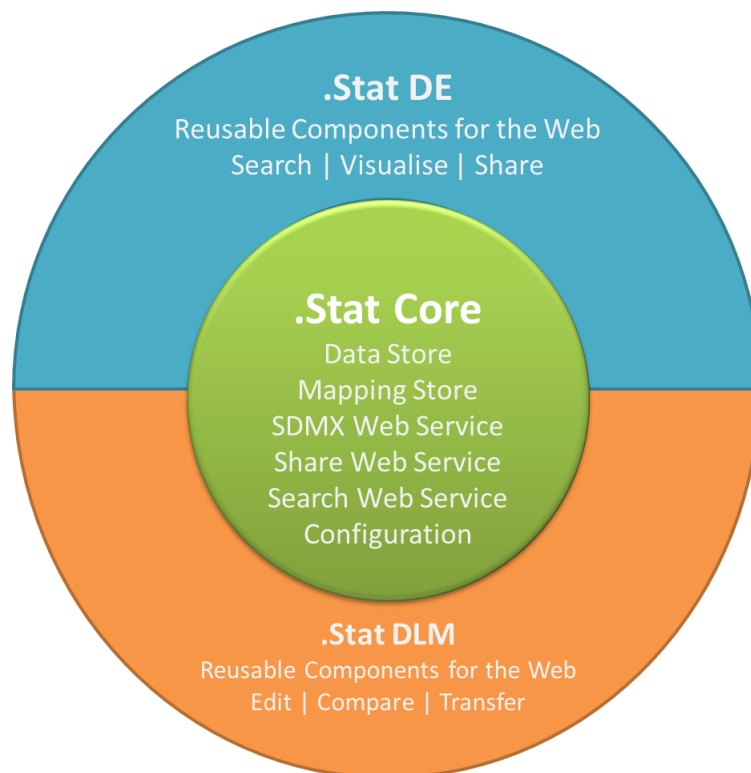 .Stat DE
Reusable Components for the Web
Search | Visualise | Share
.Stat Core
Data Store
Mapping Store
SDMX Web Service
Share Web Service
Search Web Service
Configuration
.Stat DLM
Reusable Components for the Web
Edit | Compare | Transfer